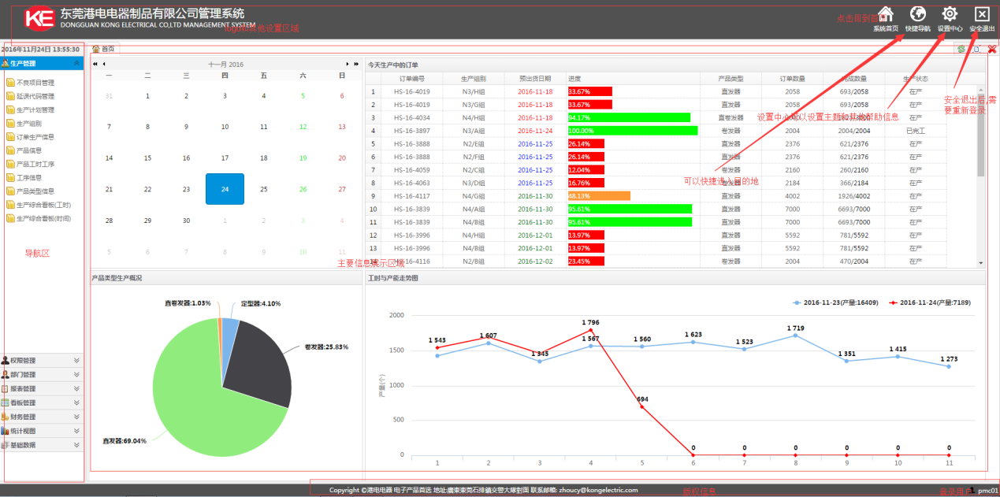 KE
东莞港电电器制品有限公司管理系统
DONGGUAN KONG ELECTRICAL CO,LTD MANAGEMENT SYSTEM
系统首页 快捷导航 设置中心 安全退出
2016年11月24日 13:55:30
首页
生产管理
不良项目管理
延误代码管理
生产计划管理
生产组别
订单生产信息
产品信息
产品工时工序
工序信息
产品类型信息
生产综合看板(工时)
生产综合看板(时间)
导航区
权限管理
部门管理
报表管理
看板管理
财务管理
统计视图
基础数据
十一月 2016
一 二 三 四 五 六 日
31 1 2 3 4 5 6
7 8 9 10 11 12 13
14 15 16 17 18 19 20
21 22 23 24 25 26 27
28 29 30 1 2 3 4
5 6 7 8 9 10 11
主要信息展示区域
今天生产中的订单
订单编号 生产组别 预出货日期 进度 产品类型 订单数量 完成数量 生产状态
1 HS-16-4019 N3/H组 2016-11-18 33.67% 直发器 2058 693/2058 在产
2 HS-16-4019 N3/H组 2016-11-18 33.67% 直发器 2058 693/2058 在产
3 HS-16-4034 N4/H组 2016-11-18 94.17% 直卷发器 在产
4 HS-16-3897 N3/A组 2016-11-24 100.00% 卷发器 2004 2004/2004 已完工
5 HS-16-3888 N2/E组 2016-11-25 26.14% 直发器 2376 621/2376 在产
6 HS-16-3888 N2/F组 2016-11-25 26.14% 直发器 2376 621/2376 在产
7 HS-16-4059 N2/C组 2016-11-25 12.04% 卷发器 2160 260/2160 在产
8 HS-16-4063 N3/D组 2016-11-25 16.76% 卷发器 2184 366/2184 在产
9 HS-16-4117 N4/G组 2016-11-30 48.13% 直发器 4002 1926/4002 在产
10 HS-16-3839 N4/A组 2016-11-30 95.61% 直发器 7000 6693/7000 在产
11 HS-16-3839 N4/B组 2016-11-30 95.61% 直发器 7000 6693/7000 在产
12 HS-16-3996 N4/E组 2016-12-01 13.97% 直发器 5592 781/5592 在产
13 HS-16-3996 N4/B组 2016-12-01 13.97% 直发器 5592 781/5592 在产
14 HS-16-4116 N2/B组 2016-12-02 23.45% 卷发器 2004 470/2004 在产
安全退出后,需
要重新登录
设置中心可以设置主题和其他帮助信息
可以快捷进入目的地
产品类型生产概况
直卷发器:1.03%
定型器:4.10%
卷发器:25.83%
直发器:69.04%
工时与产能走势图
2016-11-23(产量:16409) 2016-11-24(产量:7189)
产量(个)
2000
1500
1000
500
0
1 543
1 607
1 345
1 796
1 567
1 560
694
1 623
1 523
1 719
1 351
1 415
1 273
0 0 0 0 0 0
1 2 3 4 5 6 7 8 9 10 11
Copyright ©港电电器 电子产品首选 地址:廣東東莞石排鎮交警大隊對面 联系邮箱: zhoucy@kongelectric.com
版权信息
pmc01